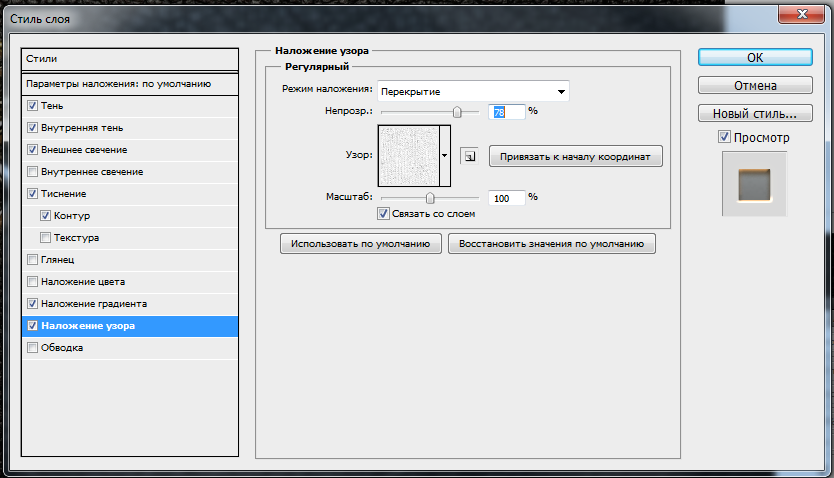 Стиль слоя
Стили
Параметры наложения: по умолчанию
Тень
Внутренняя тень
Внешнее свечение
Внутреннее свечение
Тиснение
Контур
Текстура
Глянец
Наложение цвета
Наложение градиента
Наложение узора
Обводка
Наложение узора
Регулярный
Режим наложения: Перекрытие
Непрозр.: 78 %
Узор: Привязать к началу координат
Масштаб: 100 %
Связать со слоем
Использовать по умолчанию Восстановить значения по умолчанию
OK
Отмена
Новый стиль...
Просмотр